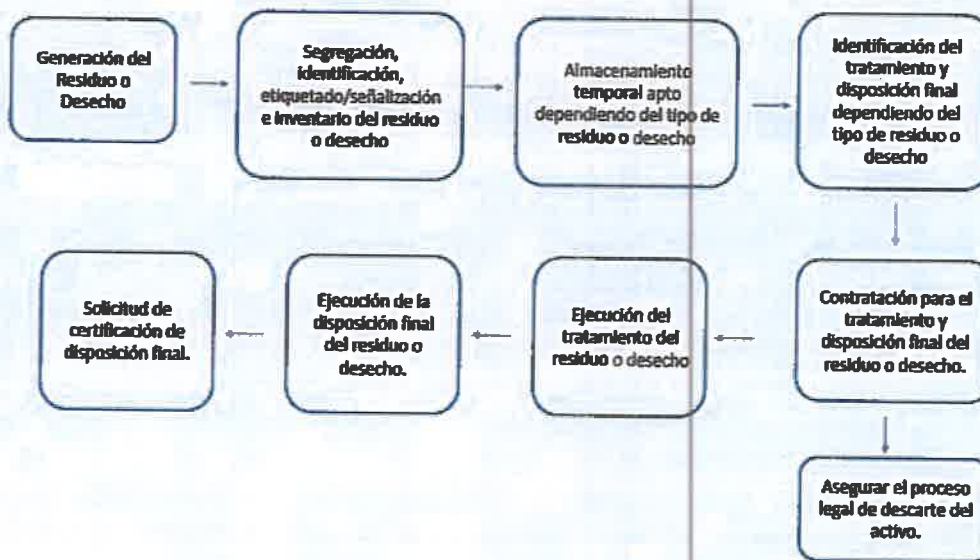 Generación del
Residuo o
Desecho
Segregación,
identificación,
etiquetado/señalización
e inventario del residuo
o desecho
Almacenamiento
temporal apto
dependiendo del tipo de
residuo o desecho
Identificación del
tratamiento y
disposición final
dependiendo del
tipo de residuo o
desecho
Contratación para el
tratamiento y
disposición final del
residuo o desecho.
Asegurar el proceso
legal de descarte del
activo.
Ejecución del
tratamiento del
residuo o desecho
Ejecución de la
disposición final
del residuo o
desecho.
Solicitud de
certificación de
disposición final.